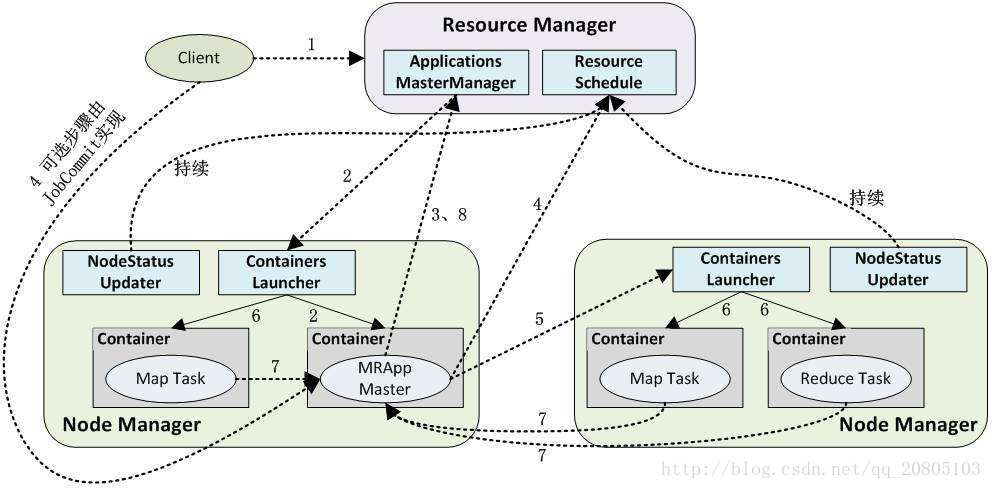 Resource Manager
Client
1
Applications
MasterManager
Resource
Schedule
4 可选步骤由
JobCommit实现
持续
2
3、8
4
持续
NodeStatus
Updater
Containers
Launcher
Containers
Launcher
NodeStatus
Updater
6
2
5
6
6
Container
Container
Container
Container
Map Task
7
MRApp
Master
Map Task
Reduce Task
Node Manager
7
Node Manager
7
http://blog.csdn.net/qq_20805103